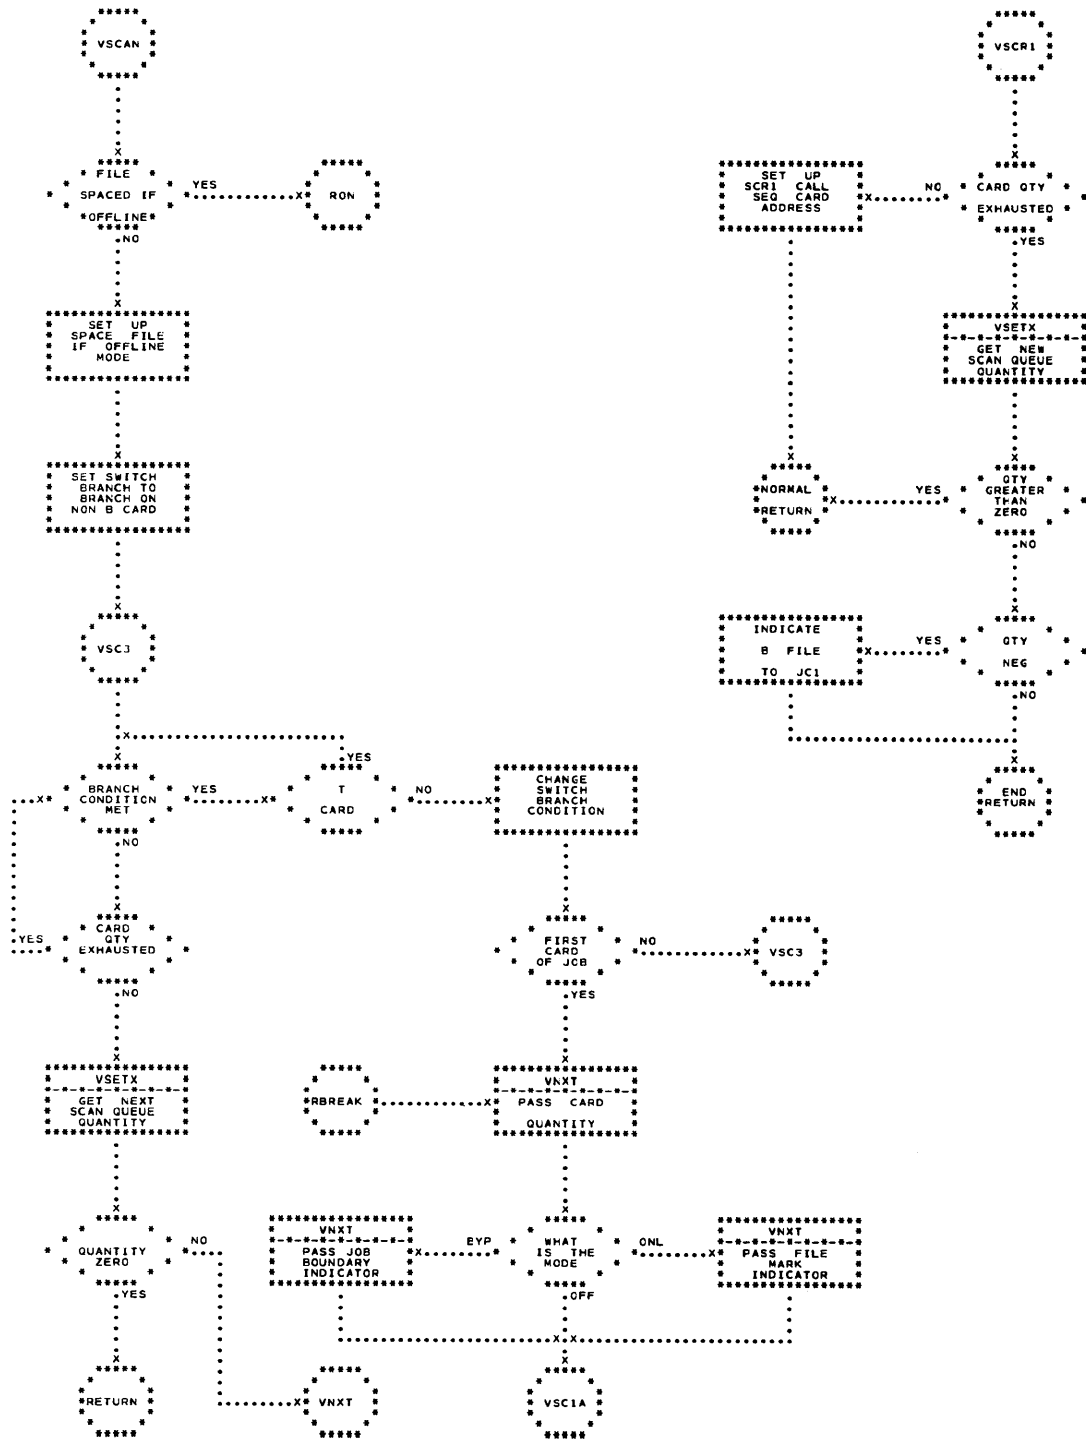 VSCAN
VSCR1
FILE
SPACED IF
OFFLINE
YES
RON
NO
SET UP
SCR1 CALL
SEQ CARD
ADDRESS
NO
CARD QTY
EXHAUSTED
YES
SET UP
SPACE FILE
IF OFFLINE
MODE
VSETX
GET NEW
SCAN QUEUE
QUANTITY
SET SWITCH
BRANCH TO
BRANCH ON
NON B CARD
NORMAL
RETURN
YES
QTY
GREATER
THAN
ZERO
NO
VSC3
INDICATE
B FILE
TO JC1
YES
QTY
NEG
NO
BRANCH
CONDITION
MET
YES
YES
T
CARD
NO
CHANGE
SWITCH
BRANCH
CONDITION
END
RETURN
NO
YES
CARD
QTY
EXHAUSTED
NO
FIRST
CARD
OF JOB
NO
VSC3
YES
VSETX
GET NEXT
SCAN QUEUE
QUANTITY
RBREAK
VNXT
PASS CARD
QUANTITY
QUANTITY
ZERO
NO
YES
VNXT
PASS JOB
BOUNDARY
INDICATOR
BYP
WHAT
IS THE
MODE
ONL
OFF
VNXT
PASS FILE
MARK
INDICATOR
RETURN
VNXT
VSC1A